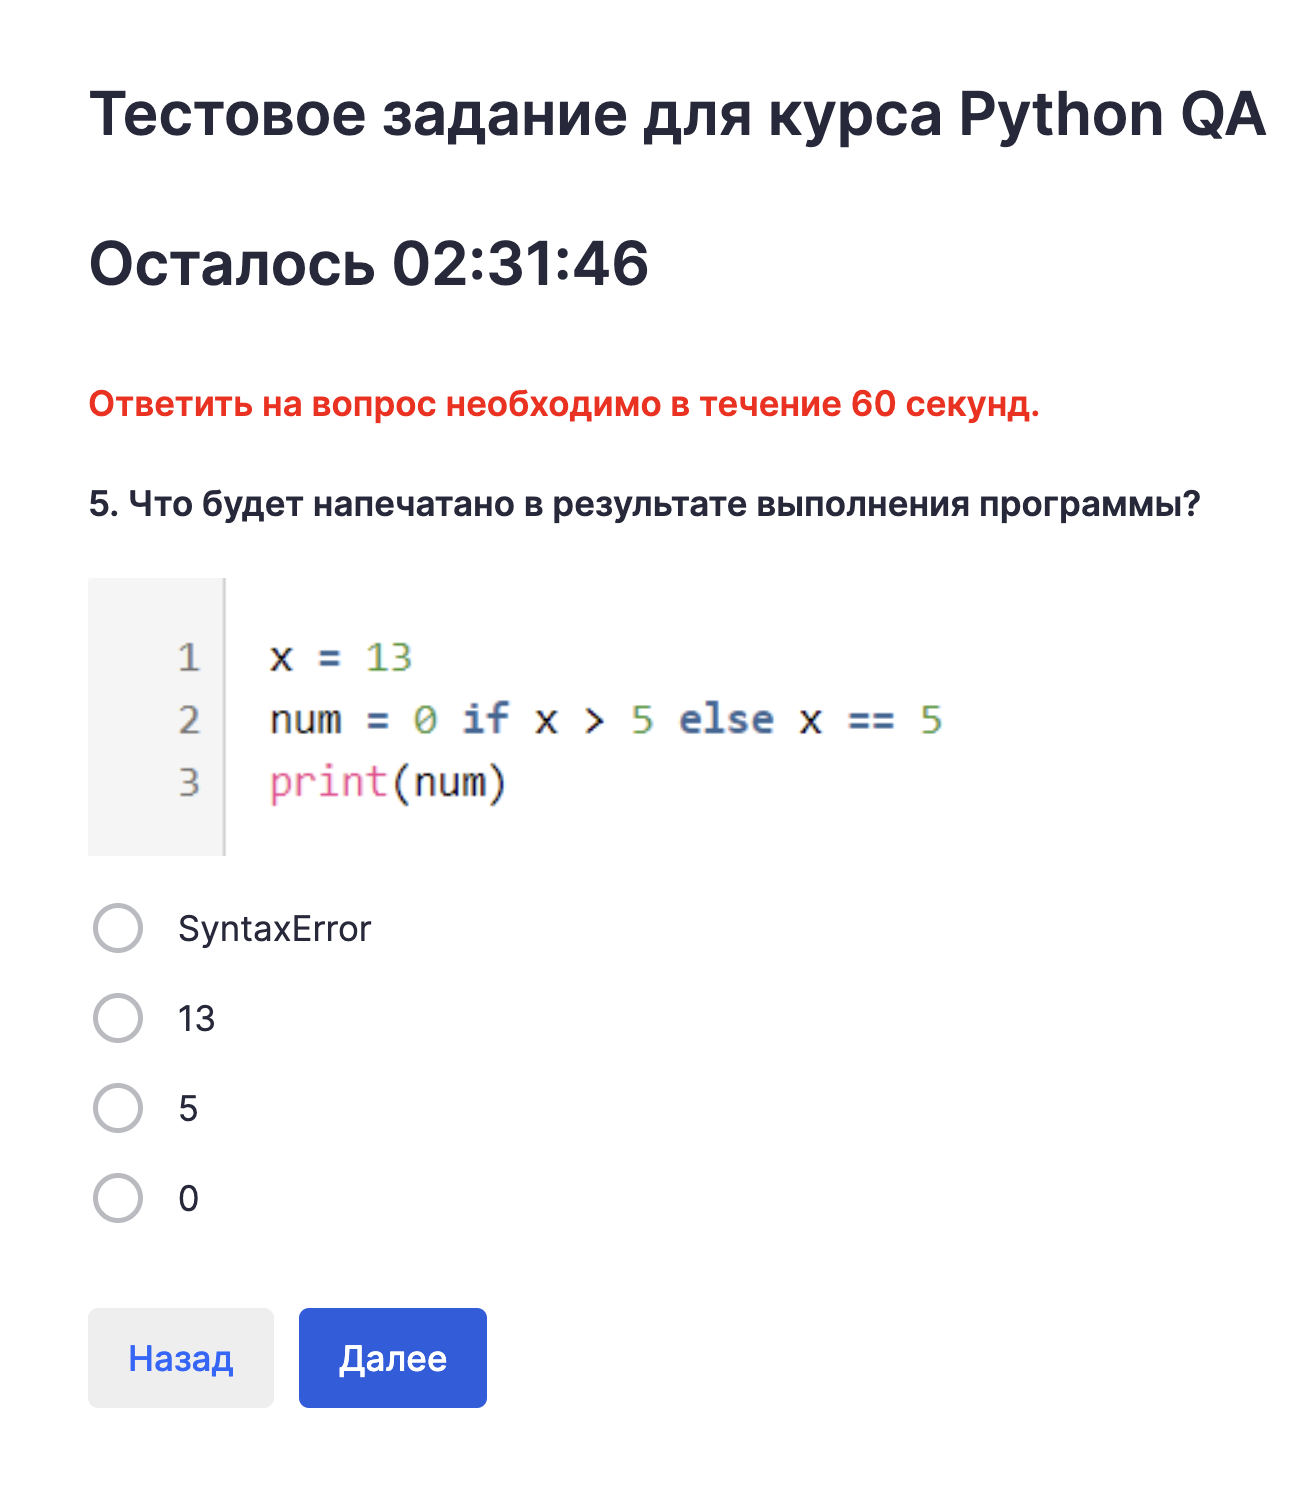 Тестовое задание для курса Python QA
Осталось 02:31:46
Ответить на вопрос необходимо в течение 60 секунд.
5. Что будет напечатано в результате выполнения программы?
1 x = 13
2 num = 0 if x > 5 else x == 5
3 print(num)
SyntaxError
13
5
0
Назад Далее